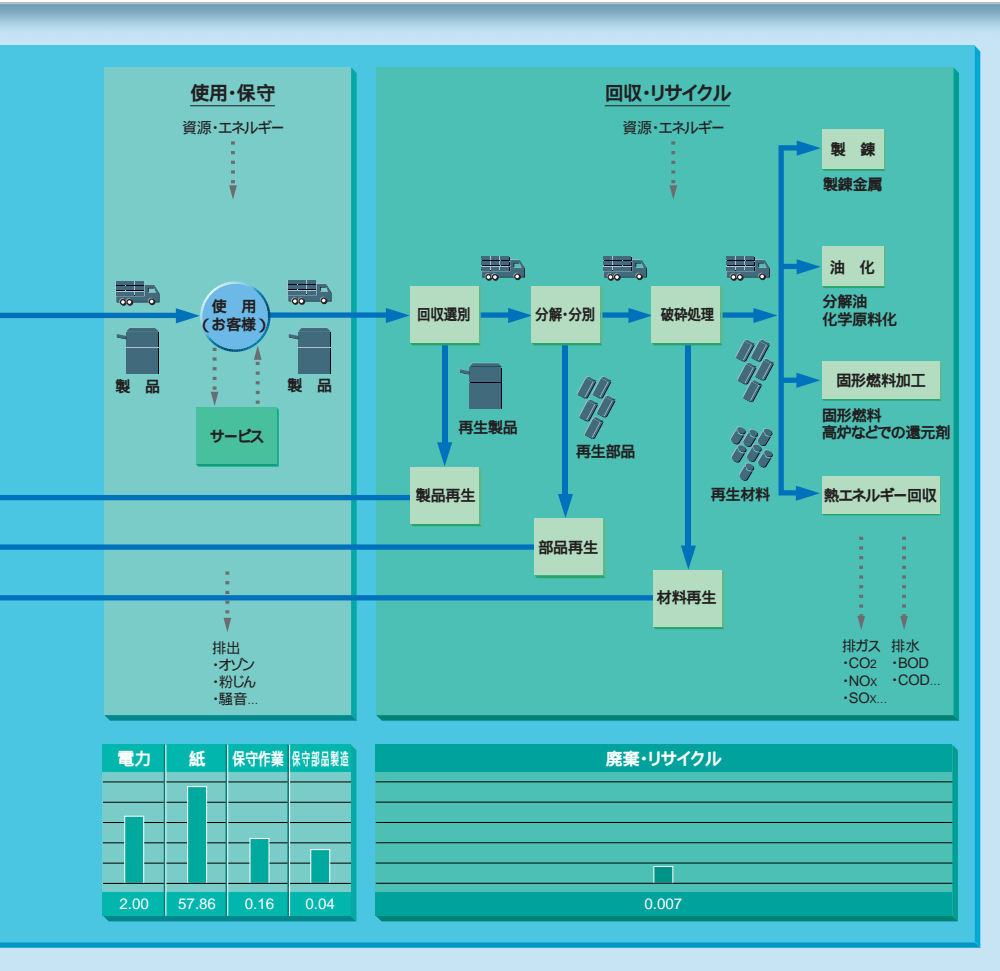 使用・保守
資源・エネルギー
使 用
(お客様)
製 品
製 品
サービス
排出
・オゾン
・粉じん
・騒音...
回収・リサイクル
資源・エネルギー
回収選別
分解・分別
破砕処理
再生製品
再生部品
再生材料
製品再生
部品再生
材料再生
製 錬
製錬金属
油 化
分解油
化学原料化
固形燃料加工
固形燃料
高炉などでの還元剤
熱エネルギー回収
排ガス
・CO2
・NOx
・SOx...
排水
・BOD
・COD...
電力 紙 保守作業 保守部品製造
2.00 57.86 0.16 0.04
廃棄・リサイクル
0.007